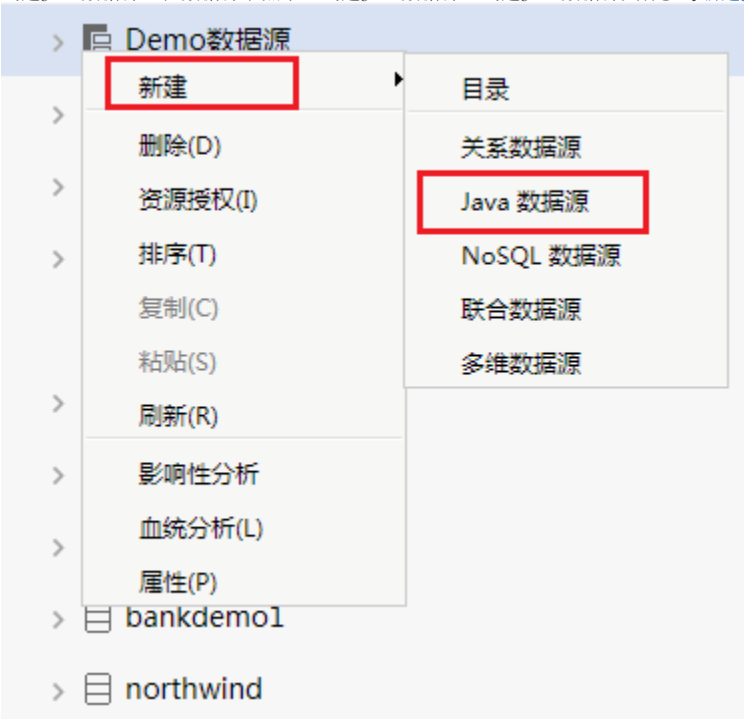 Demo数据源
新建
目录
删除(D)
关系数据源
资源授权(I)
Java 数据源
排序(T)
NoSQL 数据源
复制(C)
联合数据源
粘贴(S)
多维数据源
刷新(R)
影响性分析
血统分析(L)
属性(P)
bankdemo1
northwind